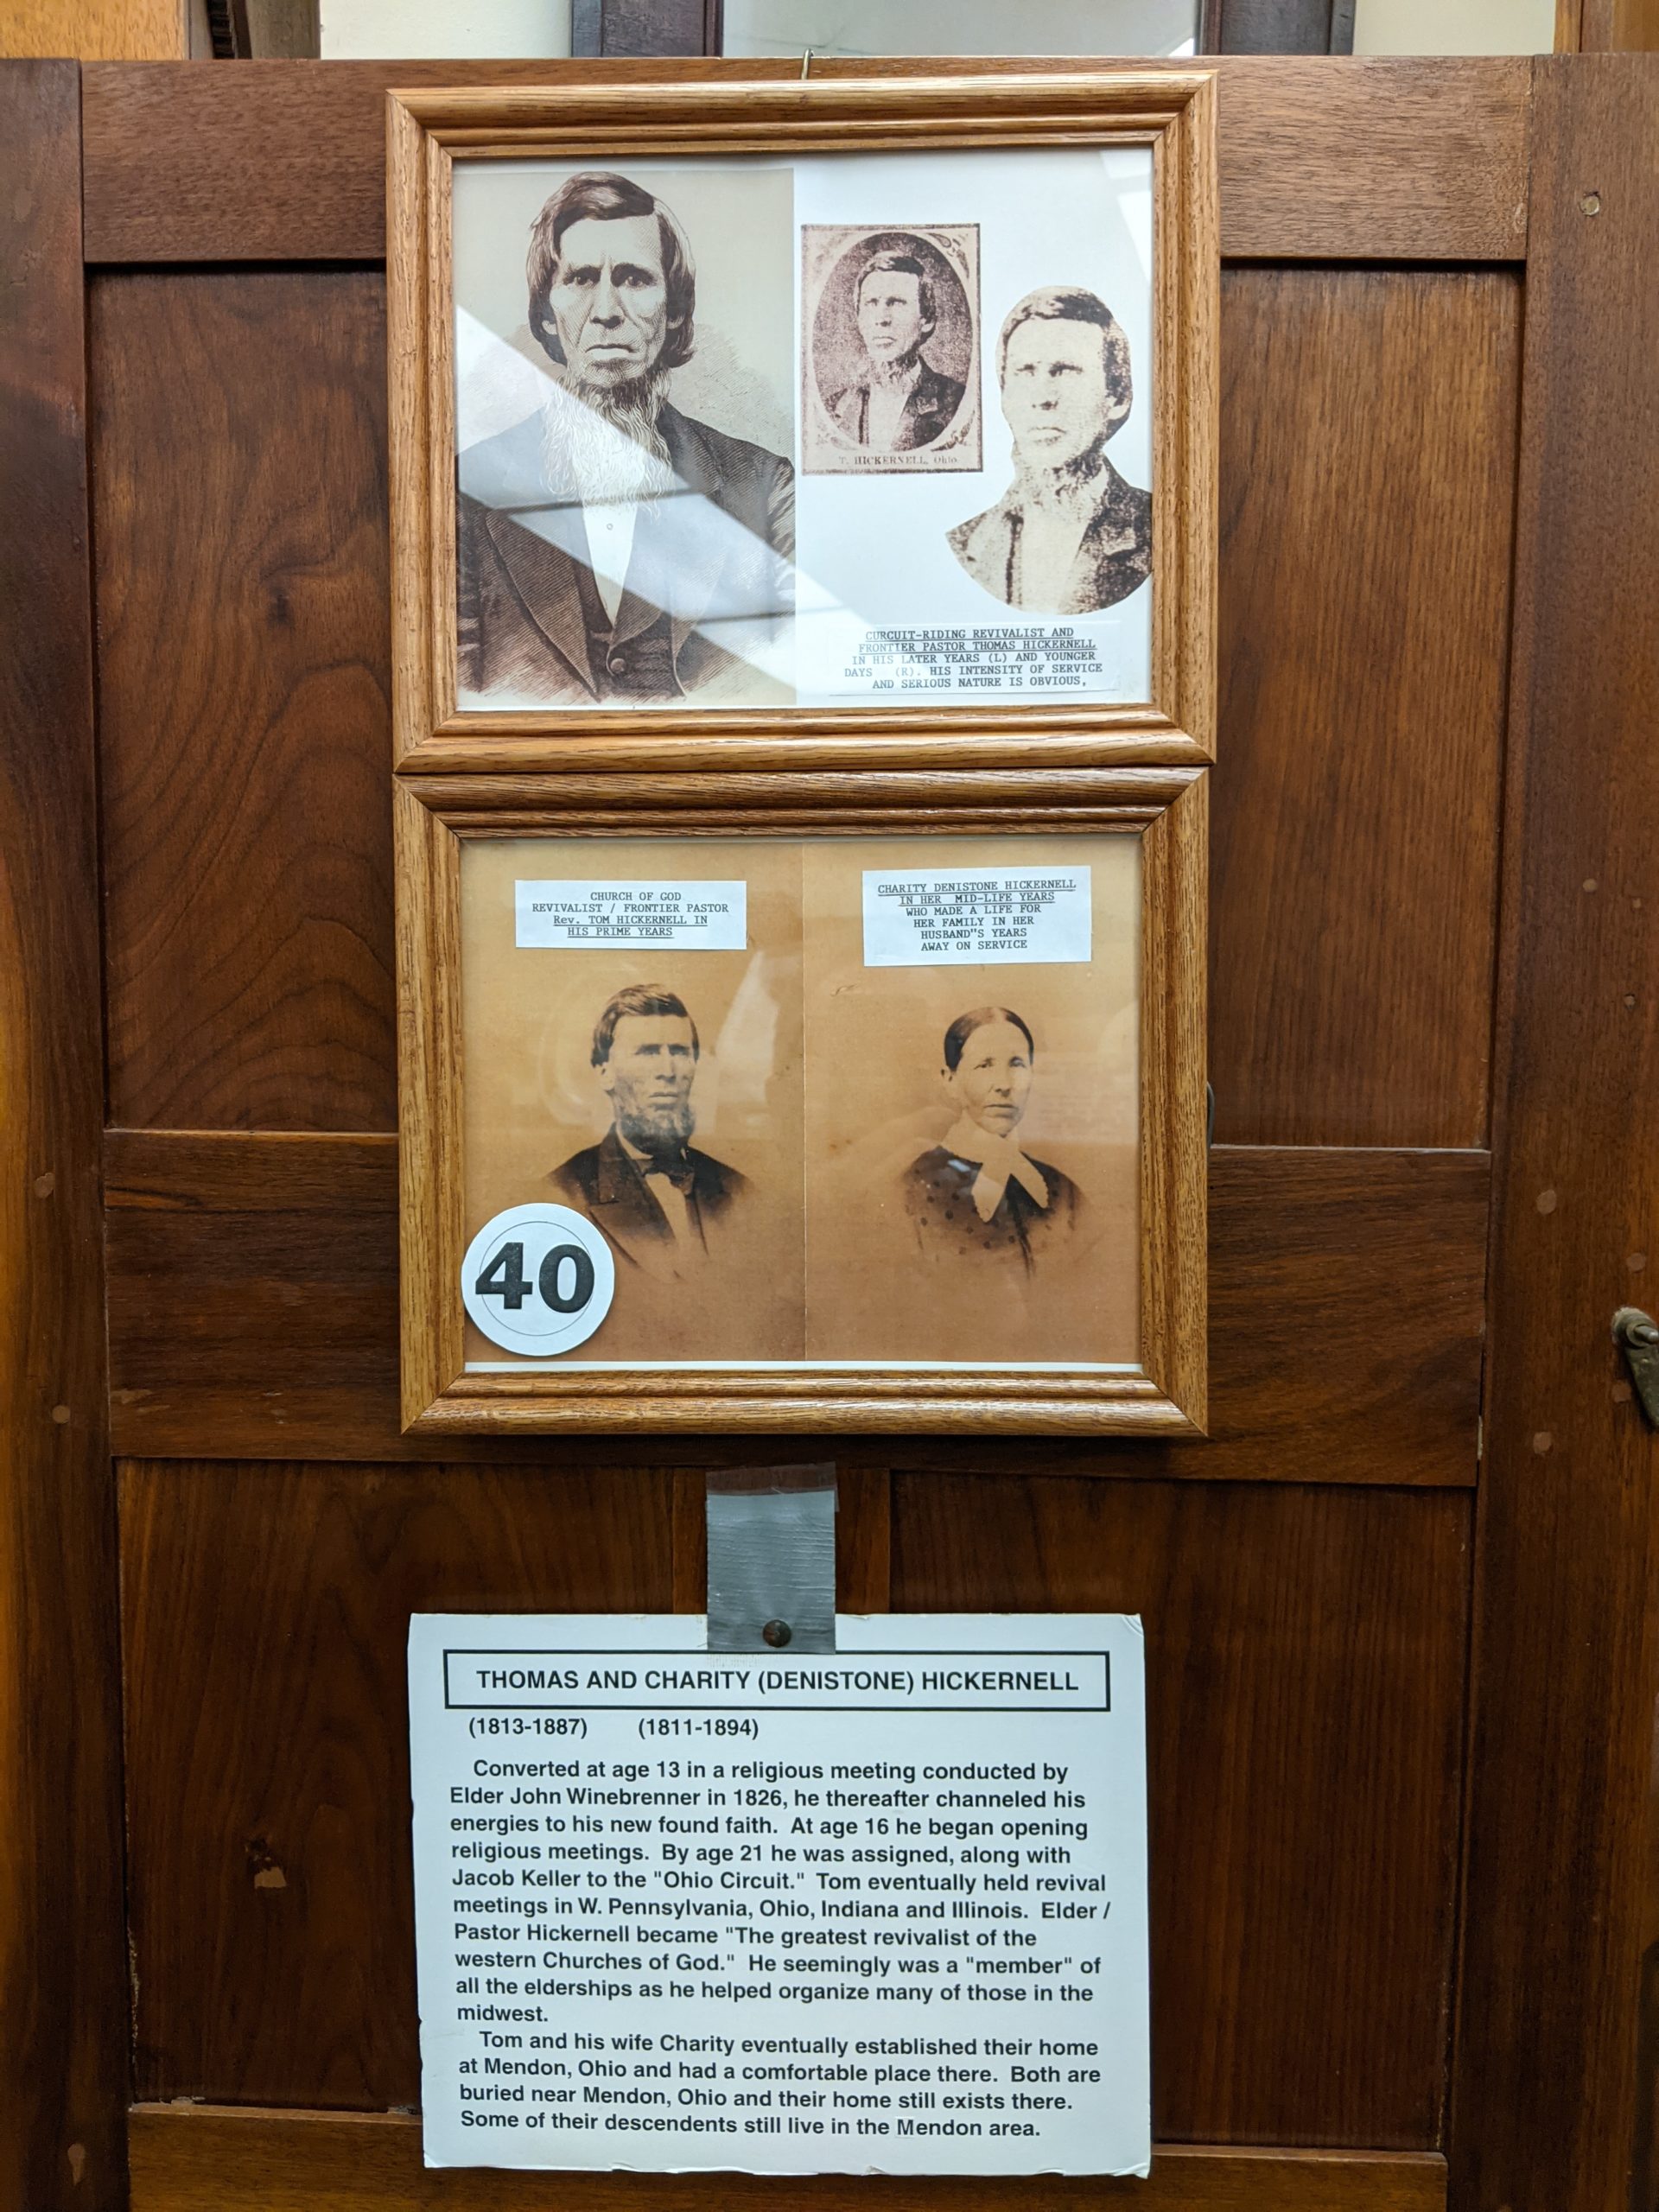 T. HICKERNELL, Ohio.
CURCUIT-RIDING REVIVALIST AND
FRONTIER PASTOR THOMAS HICKERNELL
IN HIS LATER YEARS (L) AND YOUNGER
DAYS (R). HIS INTENSITY OF SERVICE
AND SERIOUS NATURE IS OBVIOUS,
CHURCH OF GOD
REVIVALIST / FRONTIER PASTOR
Rev. TOM HICKERNELL IN
HIS PRIME YEARS
CHARITY DENISTONE HICKERNELL
IN HER MID-LIFE YEARS
WHO MADE A LIFE FOR
HER FAMILY IN HER
HUSBAND"S YEARS
AWAY ON SERVICE
40
THOMAS AND CHARITY (DENISTONE) HICKERNELL
(1813-1887) (1811-1894)
Converted at age 13 in a religious meeting conducted by
Elder John Winebrenner in 1826, he thereafter channeled his
energies to his new found faith. At age 16 he began opening
religious meetings. By age 21 he was assigned, along with
Jacob Keller to the "Ohio Circuit." Tom eventually held revival
meetings in W. Pennsylvania, Ohio, Indiana and Illinois. Elder /
Pastor Hickernell became "The greatest revivalist of the
western Churches of God." He seemingly was a "member" of
all the elderships as he helped organize many of those in the
midwest.
Tom and his wife Charity eventually established their home
at Mendon, Ohio and had a comfortable place there. Both are
buried near Mendon, Ohio and their home still exists there.
Some of their descendents still live in the Mendon area.